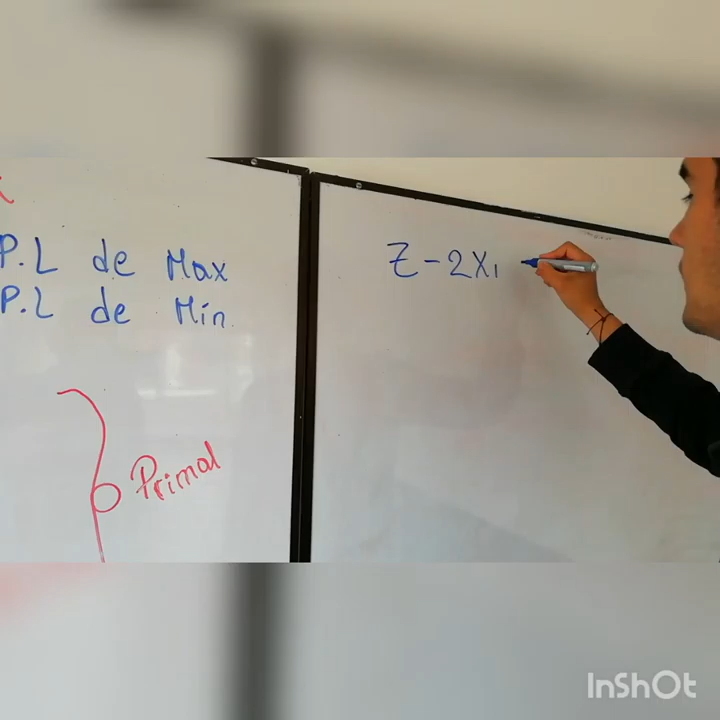 P.L de Max
P.L de Min
Primal
Z - 2X₁
InShOt